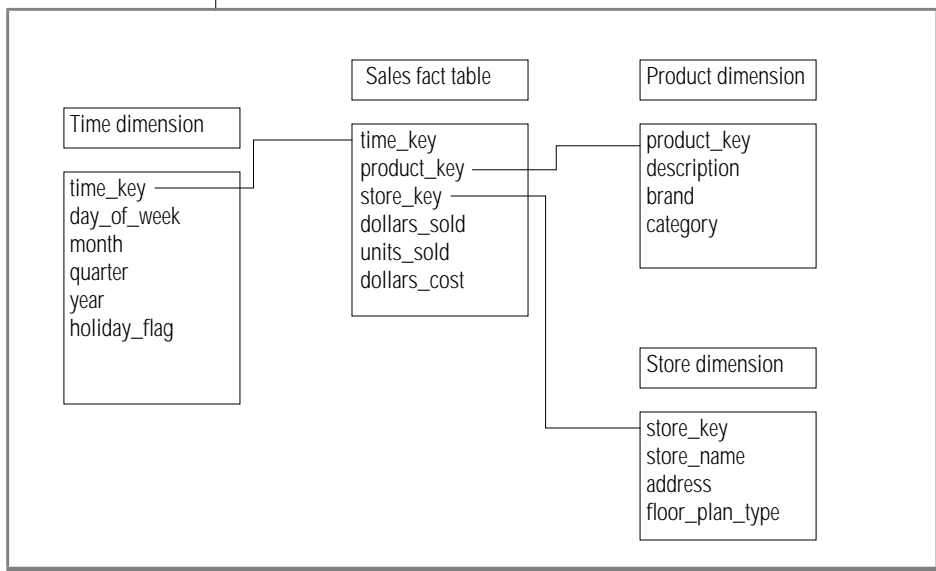 Time dimension
time_key
day_of_week
month
quarter
year
holiday_flag
Sales fact table
time_key
product_key
store_key
dollars_sold
units_sold
dollars_cost
Product dimension
product_key
description
brand
category
Store dimension
store_key
store_name
address
floor_plan_type